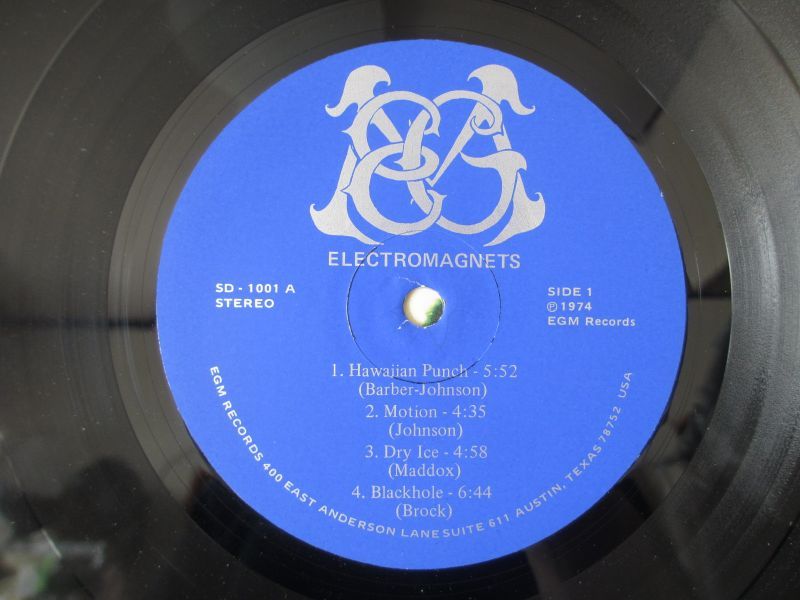 EGM
ELECTROMAGNETS
SD - 1001 A
STEREO
SIDE 1
℗ 1974
EGM Records
1. Hawaiian Punch - 5:52
(Barber-Johnson)
2. Motion - 4:35
(Johnson)
3. Dry Ice - 4:58
(Maddox)
4. Blackhole - 6:44
(Brock)
EGM RECORDS 400 EAST ANDERSON LANE SUITE 611 AUSTIN, TEXAS 78752 USA